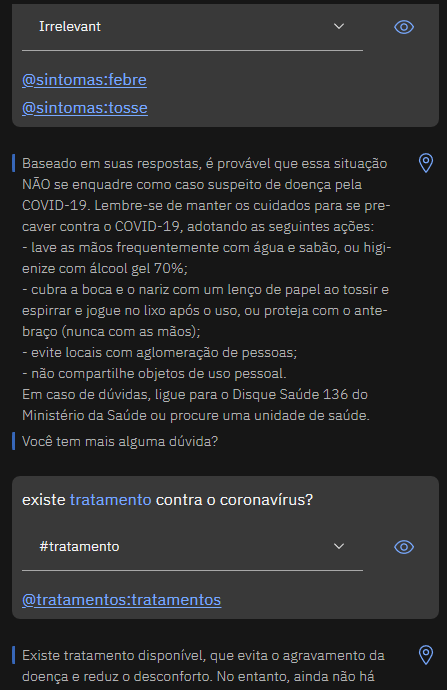 Irrelevant
@sintomas:febre
@sintomas:tosse
Baseado em suas respostas, é provável que essa situação
NÃO se enquadre como caso suspeito de doença pela
COVID-19. Lembre-se de manter os cuidados para se pre-
caver contra o COVID-19, adotando as seguintes ações:
- lave as mãos frequentemente com água e sabão, ou higi-
enize com álcool gel 70%;
- cubra a boca e o nariz com um lenço de papel ao tossir e
espirrar e jogue no lixo após o uso, ou proteja com o ante-
braço (nunca com as mãos);
- evite locais com aglomeração de pessoas;
- não compartilhe objetos de uso pessoal.
Em caso de dúvidas, ligue para o Disque Saúde 136 do
Ministério da Saúde ou procure uma unidade de saúde.
Você tem mais alguma dúvida?
existe tratamento contra o coronavírus?
#tratamento
@tratamentos:tratamentos
Existe tratamento disponível, que evita o agravamento da
doença e reduz o desconforto. No entanto, ainda não há